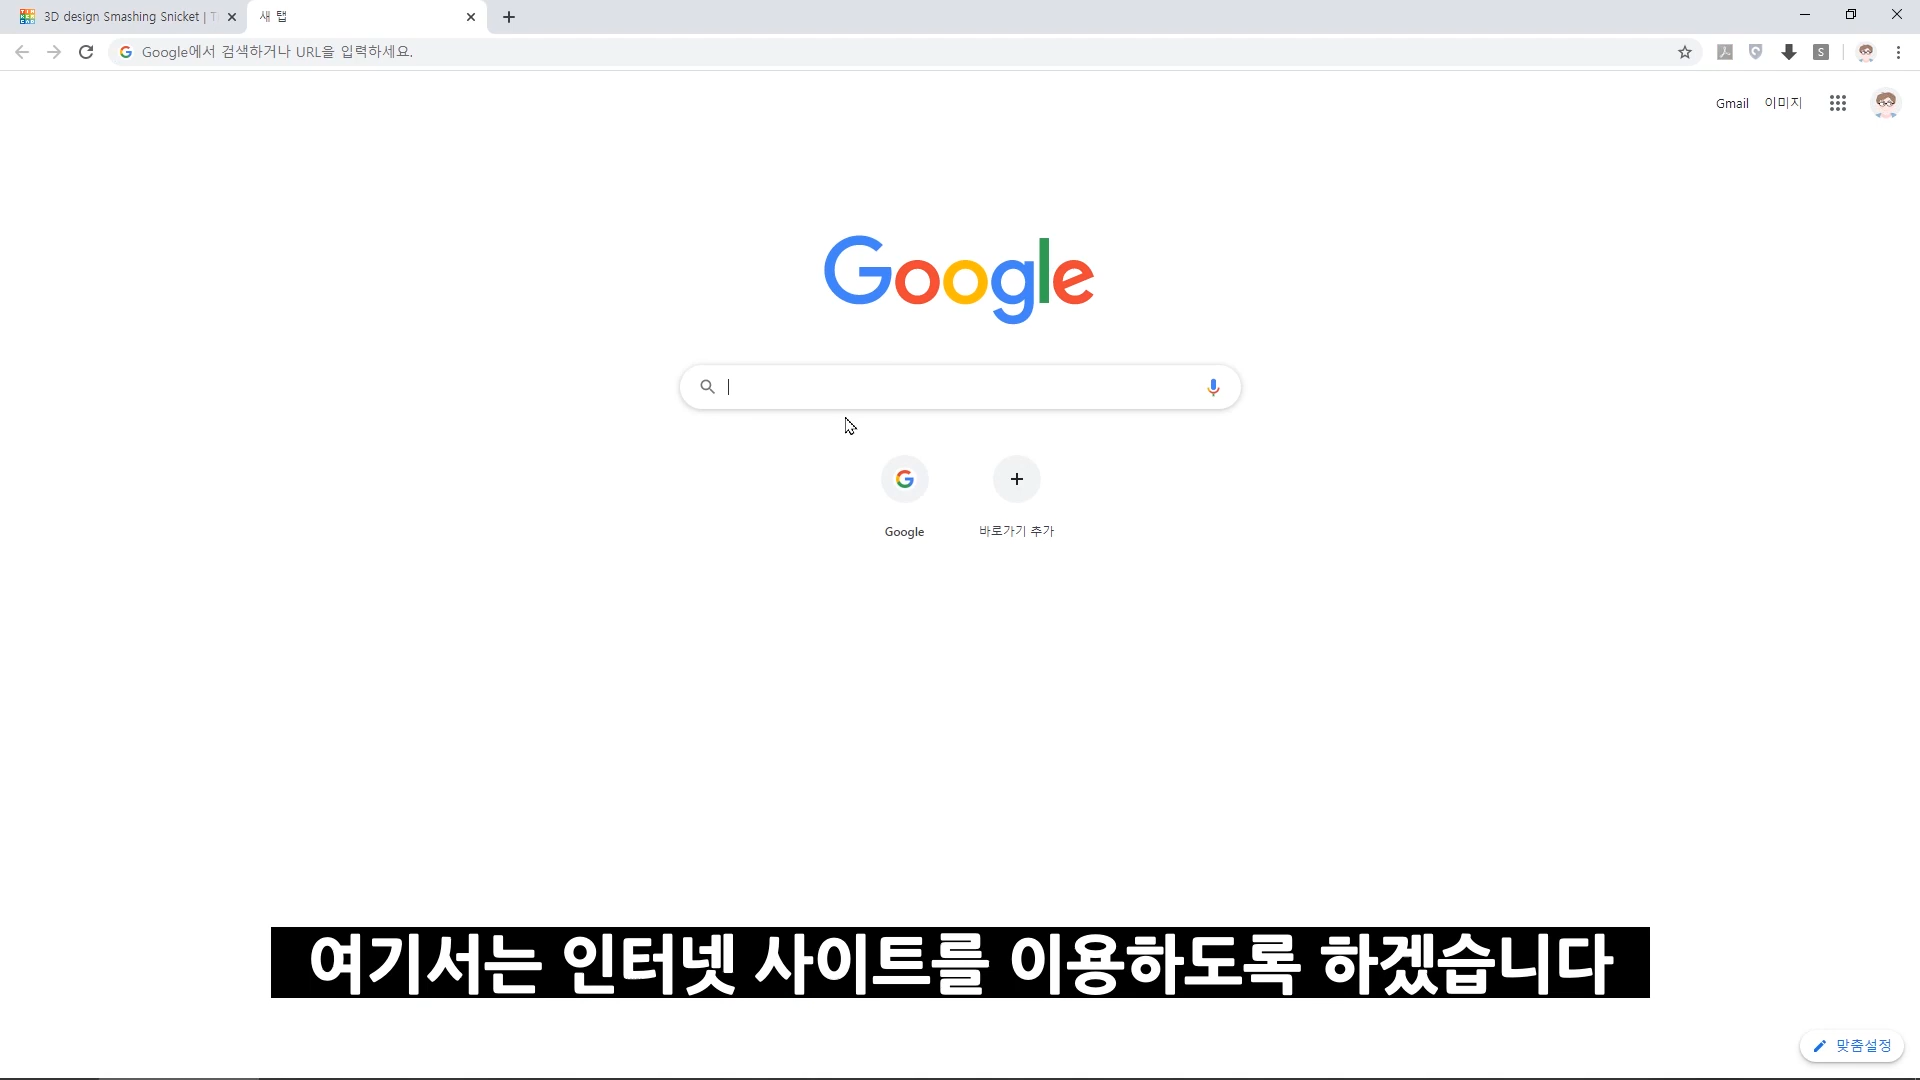 3D design Smashing Snicket | T
새 탭
Google에서 검색하거나 URL을 입력하세요.
S
Gmail 이미지
Google
Google
바로가기 추가
여기서는 인터넷 사이트를 이용하도록 하겠습니다
맞춤설정